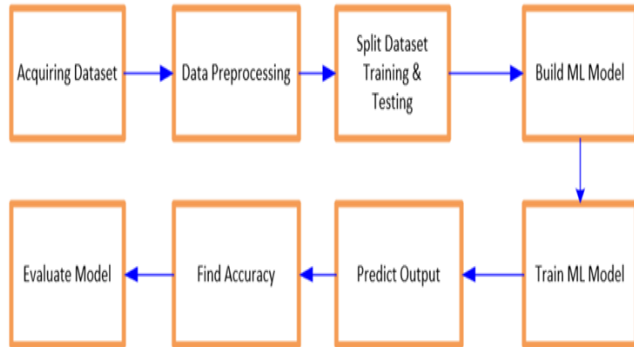 Acquiring Dataset
Data Preprocessing
Split Dataset
Training &
Testing
Build ML Model
Train ML Model
Predict Output
Find Accuracy
Evaluate Model